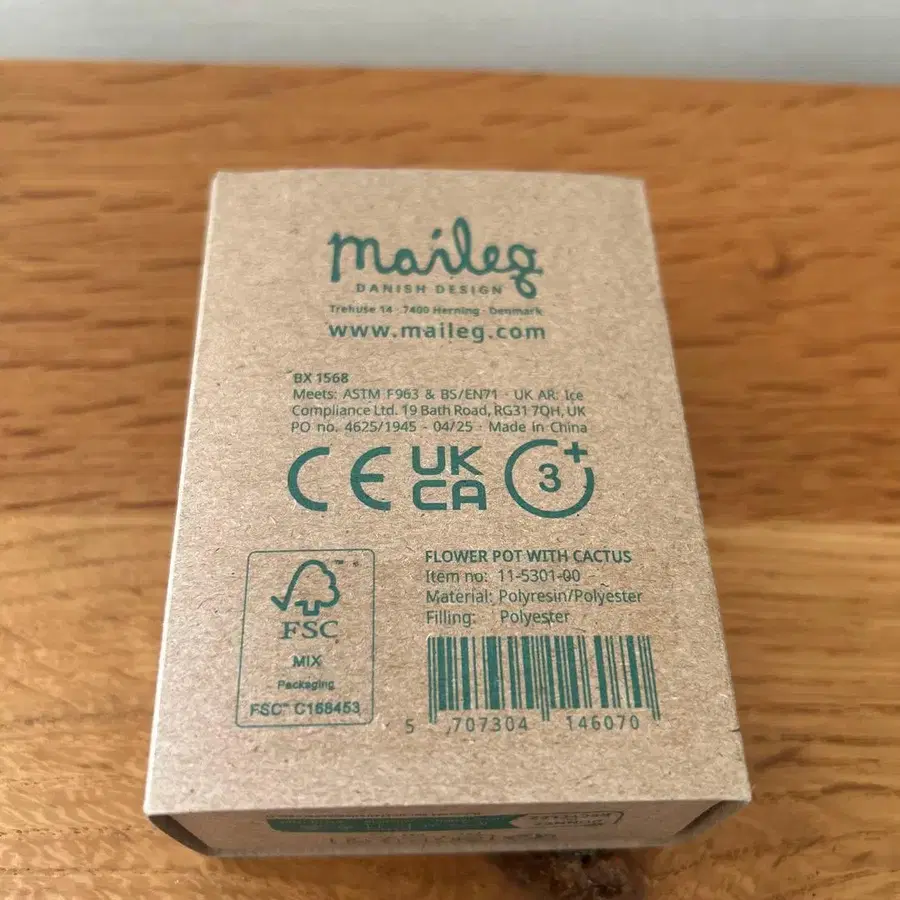 maileg
DANISH DESIGN
Trehuse 14 · 7400 Herning · Denmark
www.maileg.com
BX 1568
Meets: ASTM F963 & BS/EN71 · UK AR: Ice
Compliance Ltd. 19 Bath Road, RG31 7QH, UK
PO no. 4625/1945 - 04/25 · Made in China
CE UK CA 3+
FLOWER POT WITH CACTUS
Item no: 11-5301-00
Material: Polyresin/Polyester
Filling: Polyester
FSC
MIX
Packaging
FSC™ C168453
5 707304 146070